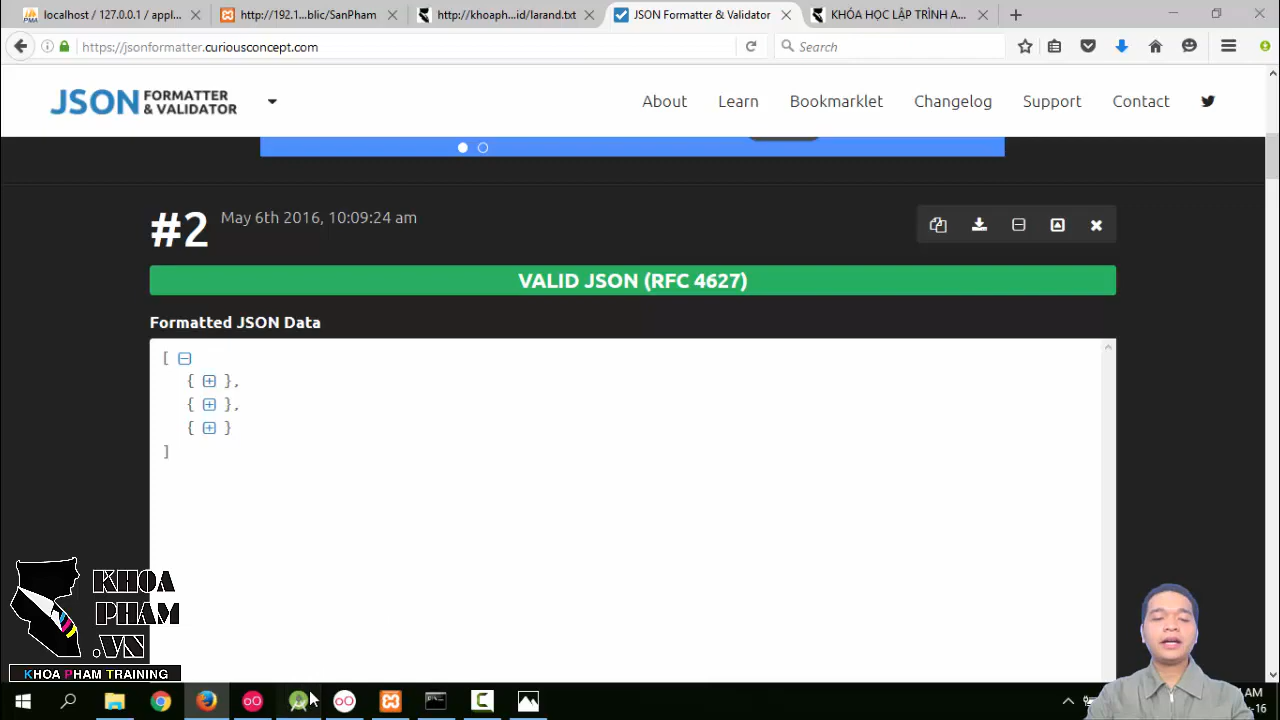 localhost / 127.0.0.1 / appl...
http://192.1...blic/SanPham
http://khoaph...id/larand.txt
JSON Formatter & Validator
KHÓA HỌC LẬP TRÌNH A...
https://jsonformatter.curiousconcept.com
Search
JSON FORMATTER & VALIDATOR
About
Learn
Bookmarklet
Changelog
Support
Contact
#2
May 6th 2016, 10:09:24 am
VALID JSON (RFC 4627)
Formatted JSON Data
[
{ },
{ },
{ }
]
KHOA
PHAM
.VN
KHOA PHAM TRAINING
AM
-16